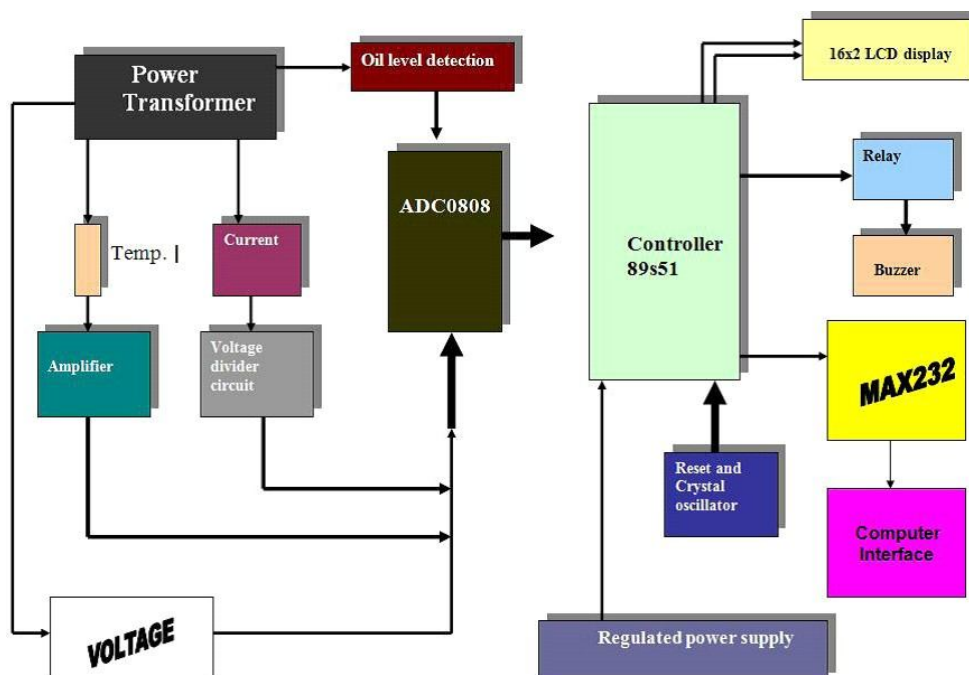 Power
Transformer
Oil level detection
16x2 LCD display
ADC0808
Relay
Temp.
Current
Controller
89s51
Buzzer
Amplifier
Voltage
divider
circuit
MAX232
Reset and
Crystal
oscillator
Computer
Interface
VOLTAGE
Regulated power supply